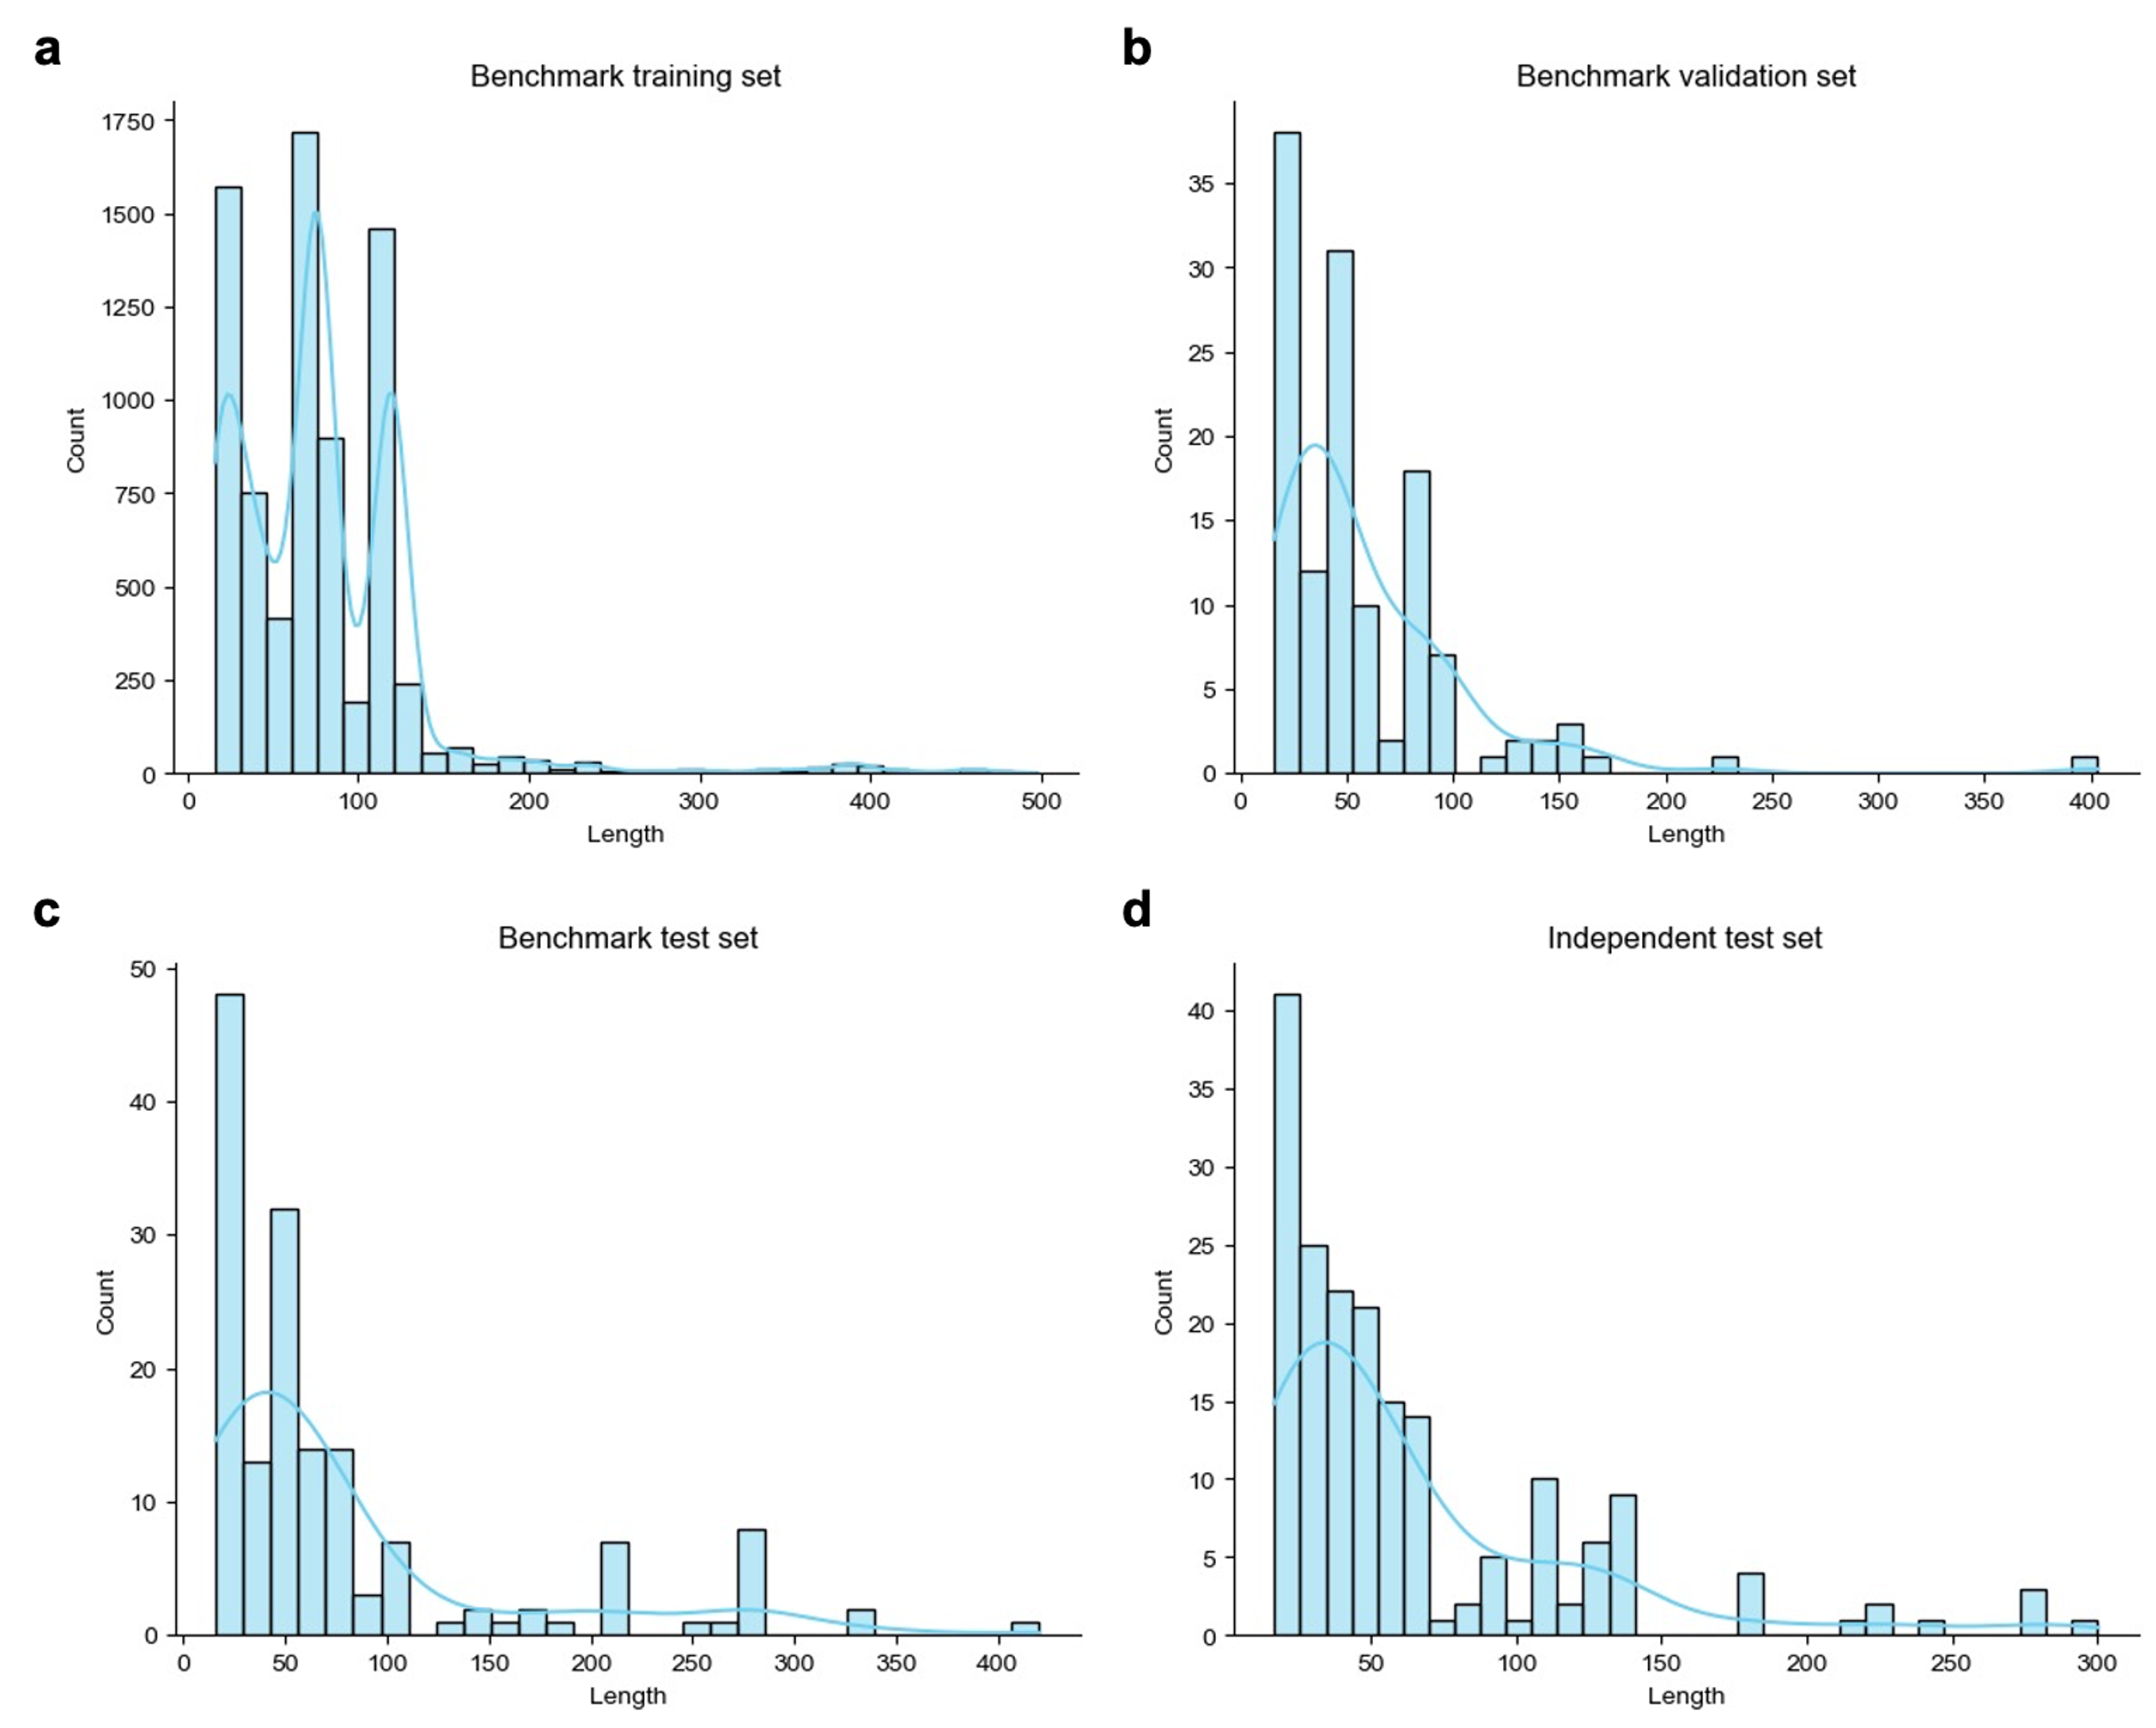 a
Benchmark training set
1750
1500
1250
1000
750
500
250
0
Count
0 100 200 300 400 500
Length
b
Benchmark validation set
35
30
25
20
15
10
5
0
Count
0 50 100 150 200 250 300 350 400
Length
c
Benchmark test set
50
40
30
20
10
0
Count
0 50 100 150 200 250 300 350 400
Length
d
Independent test set
40
35
30
25
20
15
10
5
0
Count
50 100 150 200 250 300
Length